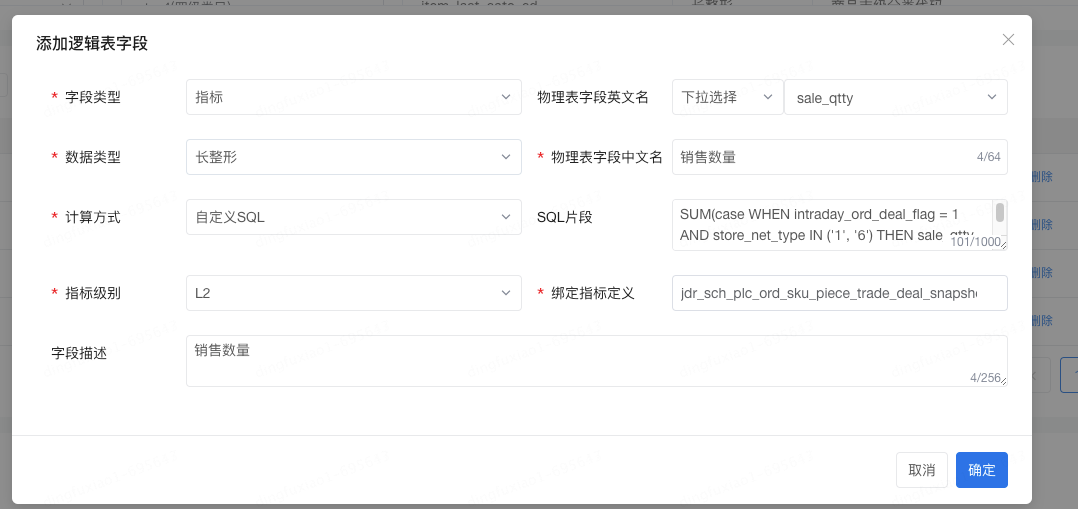 添加逻辑表字段
* 字段类型 指标 物理表字段英文名 下拉选择 sale_qtty
* 数据类型 长整形 * 物理表字段中文名 销售数量 4/64
* 计算方式 自定义SQL SQL片段 SUM(case WHEN intraday_ord_deal_flag = 1
AND store_net_type IN ('1', '6') THEN sale_qtty
101/1000
* 指标级别 L2 * 绑定指标定义 jdr_sch_plc_ord_sku_piece_trade_deal_snapsh
字段描述 销售数量
4/256
取消 确定
删除
删除
删除
删除